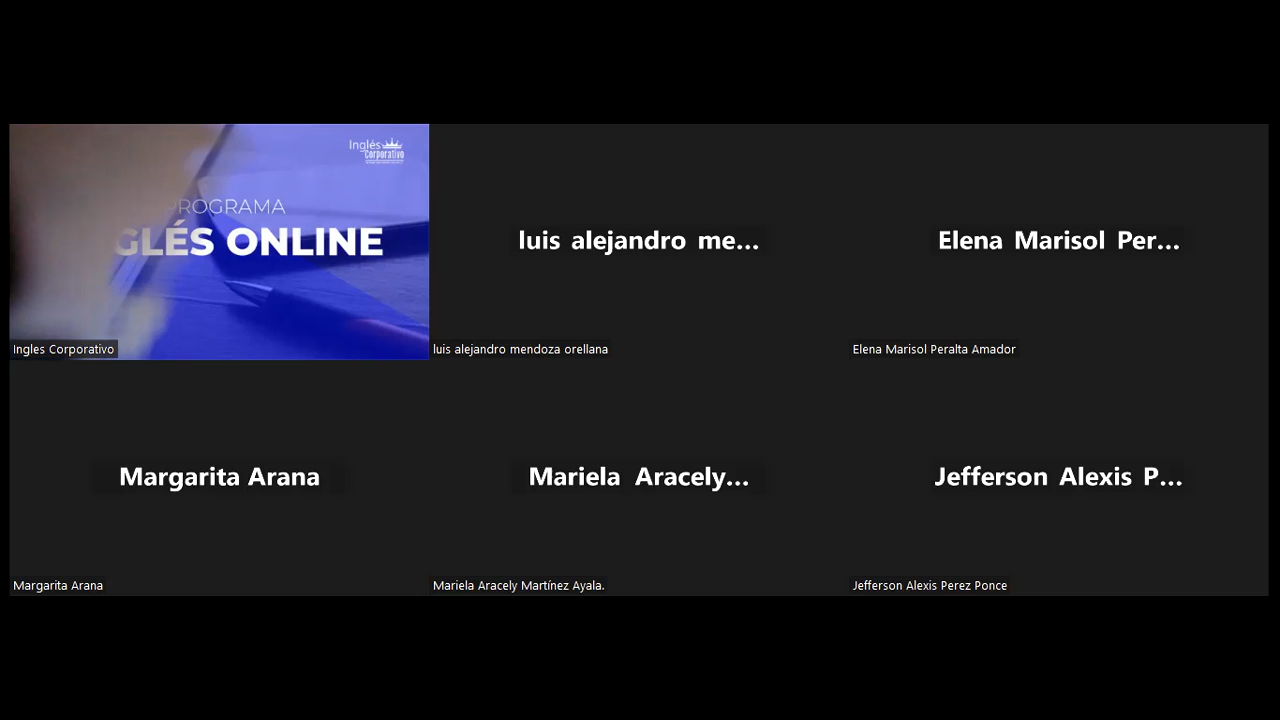 Inglés
Corporativo
PROGRAMA
GLÉS ONLINE
Ingles Corporativo
luis alejandro me...
luis alejandro mendoza orellana
Elena Marisol Per...
Elena Marisol Peralta Amador
Margarita Arana
Margarita Arana
Mariela Aracely...
Mariela Aracely Martínez Ayala.
Jefferson Alexis P...
Jefferson Alexis Perez Ponce